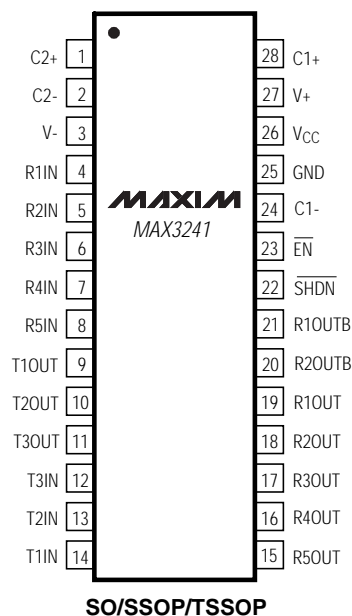 C2+ 1 28 C1+
C2- 2 27 V+
V- 3 26 VCC
R1IN 4 25 GND
R2IN 5 24 C1-
MAXIM
MAX3241
R3IN 6 23 EN
R4IN 7 22 SHDN
R5IN 8 21 R1OUTB
T1OUT 9 20 R2OUTB
T2OUT 10 19 R1OUT
T3OUT 11 18 R2OUT
T3IN 12 17 R3OUT
T2IN 13 16 R4OUT
T1IN 14 15 R5OUT
SO/SSOP/TSSOP